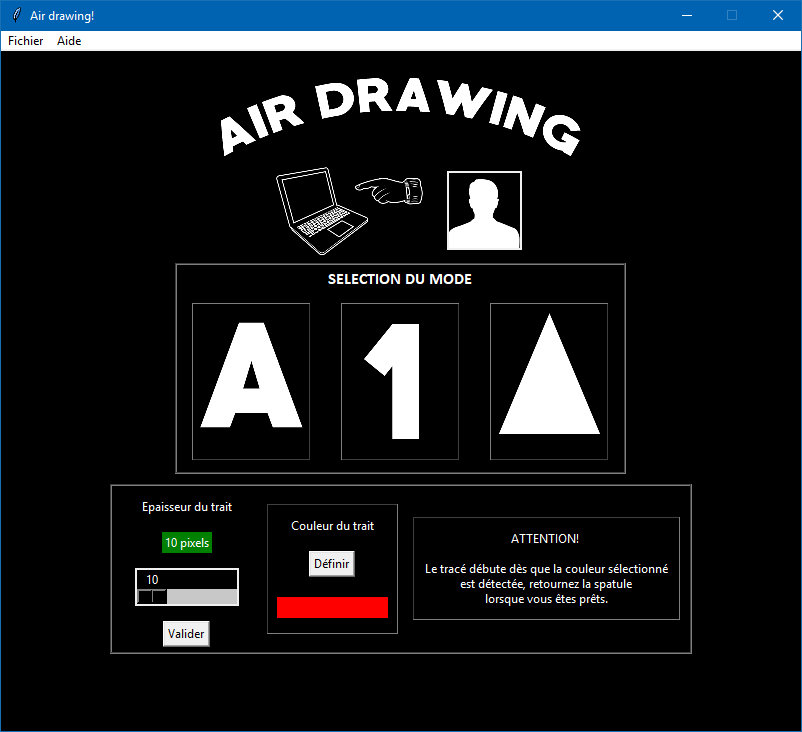 Air drawing!
Fichier Aide
AIR DRAWING
SELECTION DU MODE
A 1
Epaisseur du trait
10 pixels
10
Valider
Couleur du trait
Définir
ATTENTION!
Le tracé débute dès que la couleur sélectionné
est détectée, retournez la spatule
lorsque vous êtes prêts.